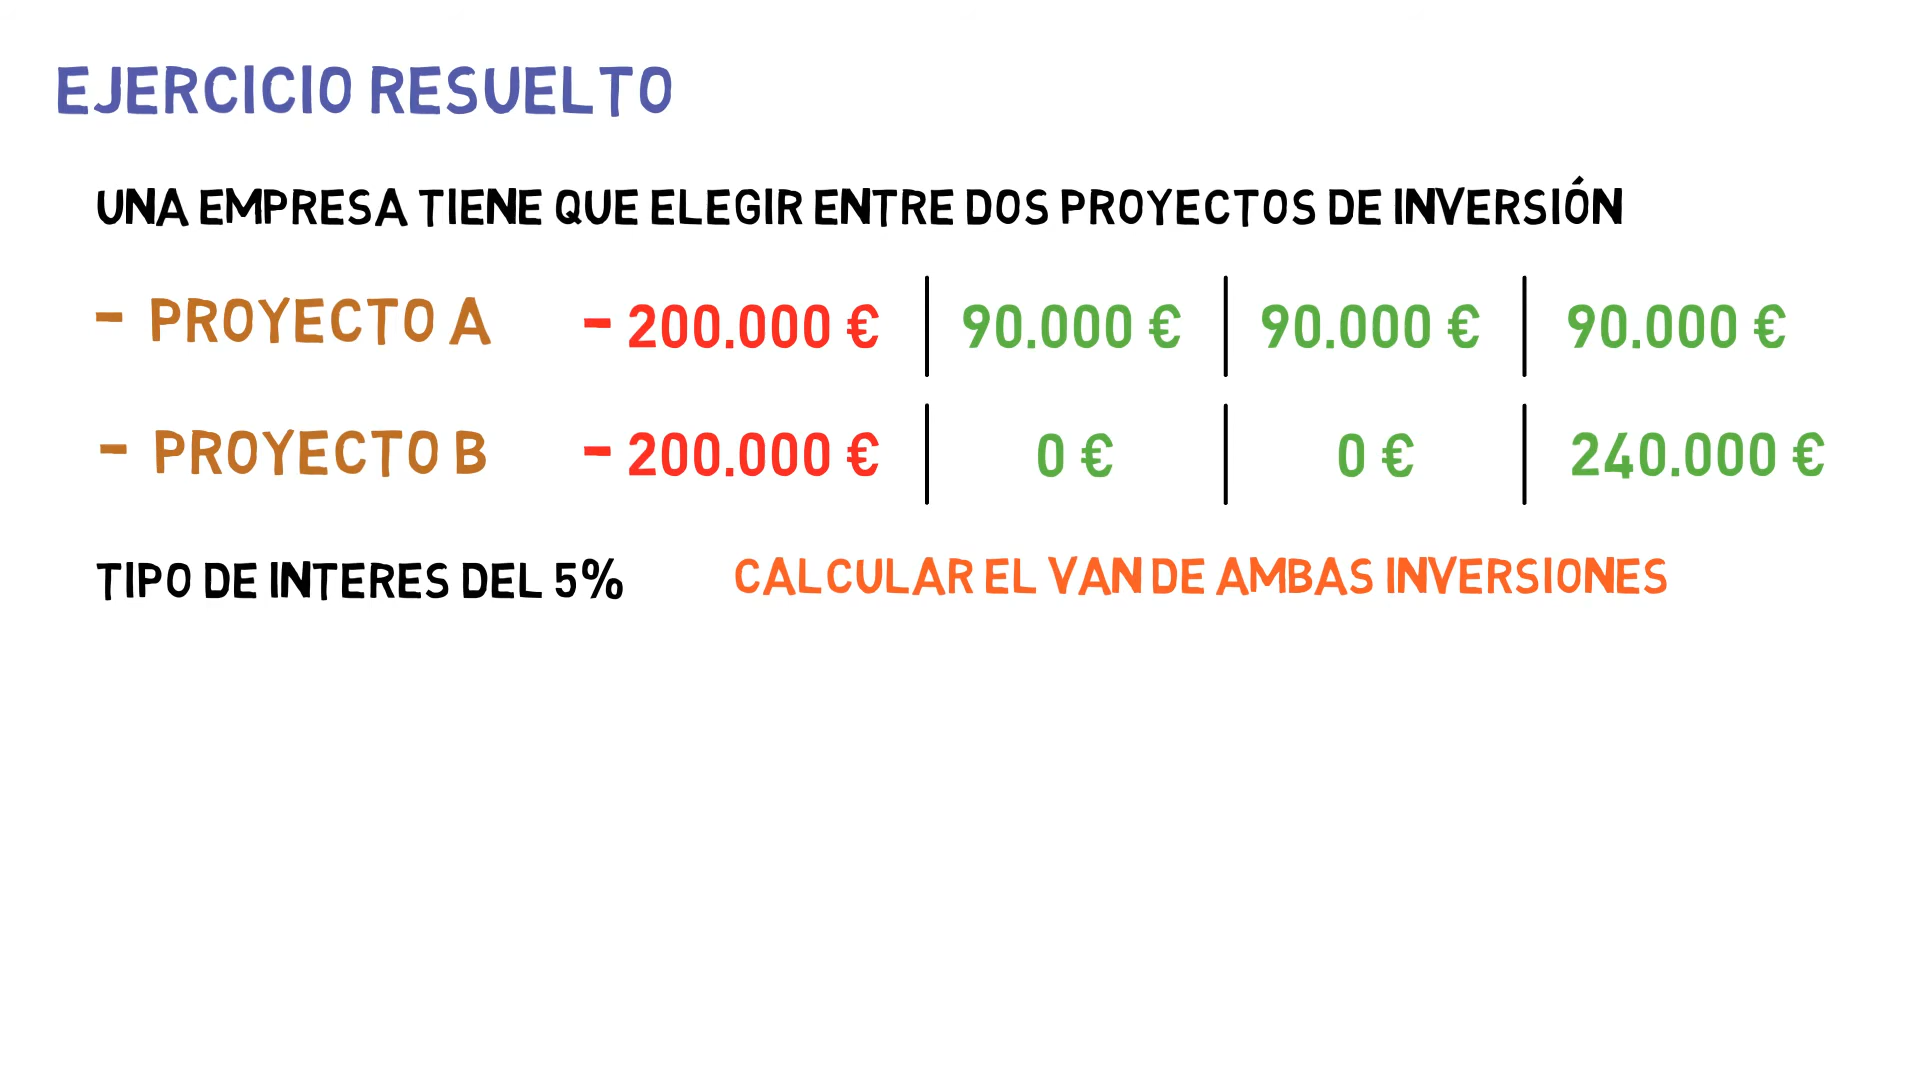 EJERCICIO RESUELTO
UNA EMPRESA TIENE QUE ELEGIR ENTRE DOS PROYECTOS DE INVERSIÓN
- PROYECTO A - 200.000 € 90.000 € 90.000 € 90.000 €
- PROYECTO B - 200.000 € 0 € 0 € 240.000 €
TIPO DE INTERES DEL 5% CALCULAR EL VAN DE AMBAS INVERSIONES